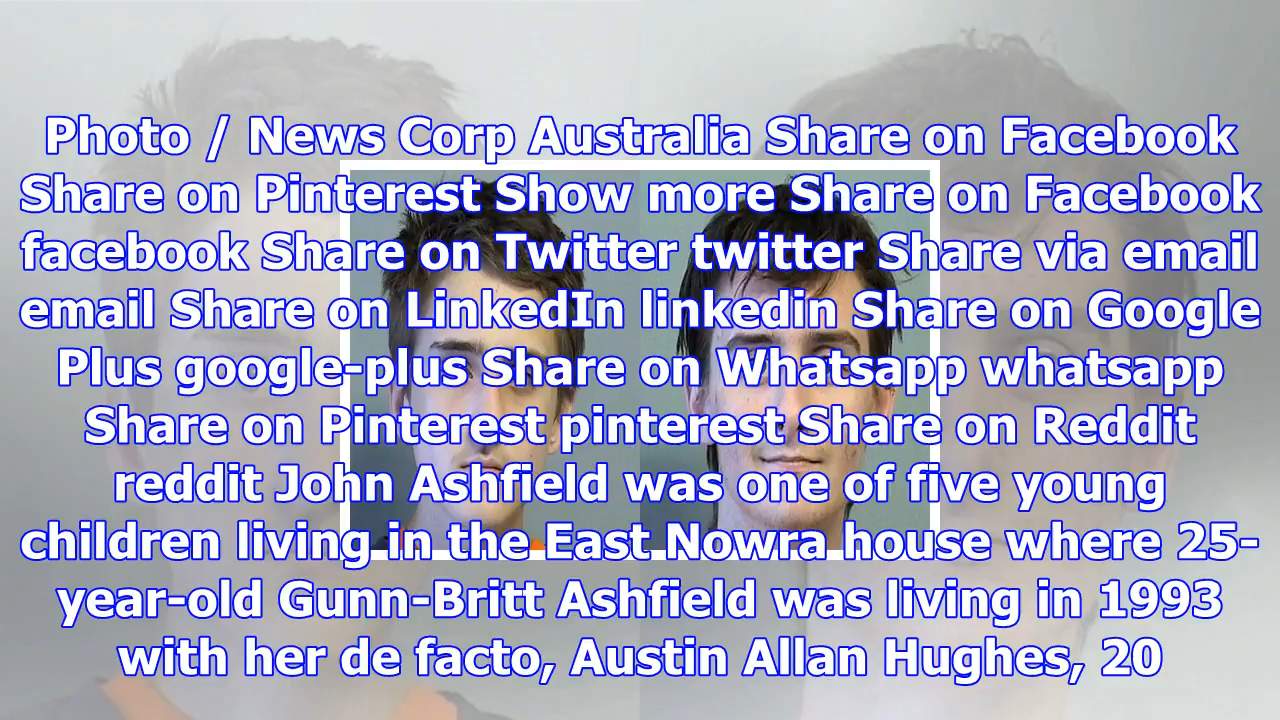 Photo / News Corp Australia Share on Facebook
Share on Pinterest Show more Share on Facebook
facebook Share on Twitter twitter Share via email
email Share on LinkedIn linkedin Share on Google
Plus google-plus Share on Whatsapp whatsapp
Share on Pinterest pinterest Share on Reddit
reddit John Ashfield was one of five young
children living in the East Nowra house where 25-
year-old Gunn-Britt Ashfield was living in 1993
with her de facto, Austin Allan Hughes, 20